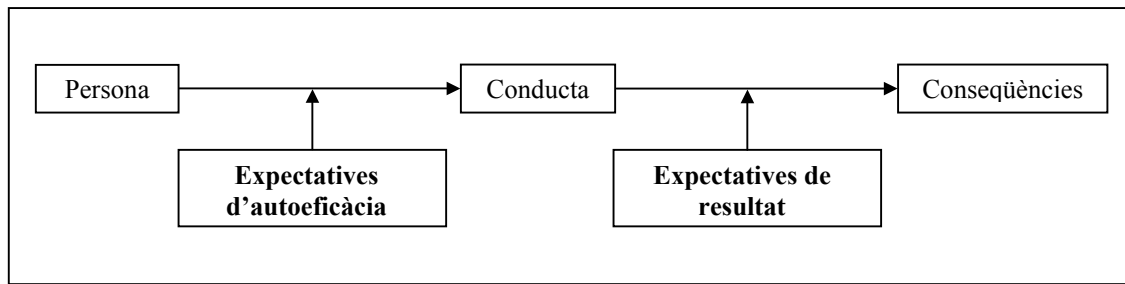 Persona
Conducta
Conseqüències
Expectatives
d’autoeficàcia
Expectatives de
resultat